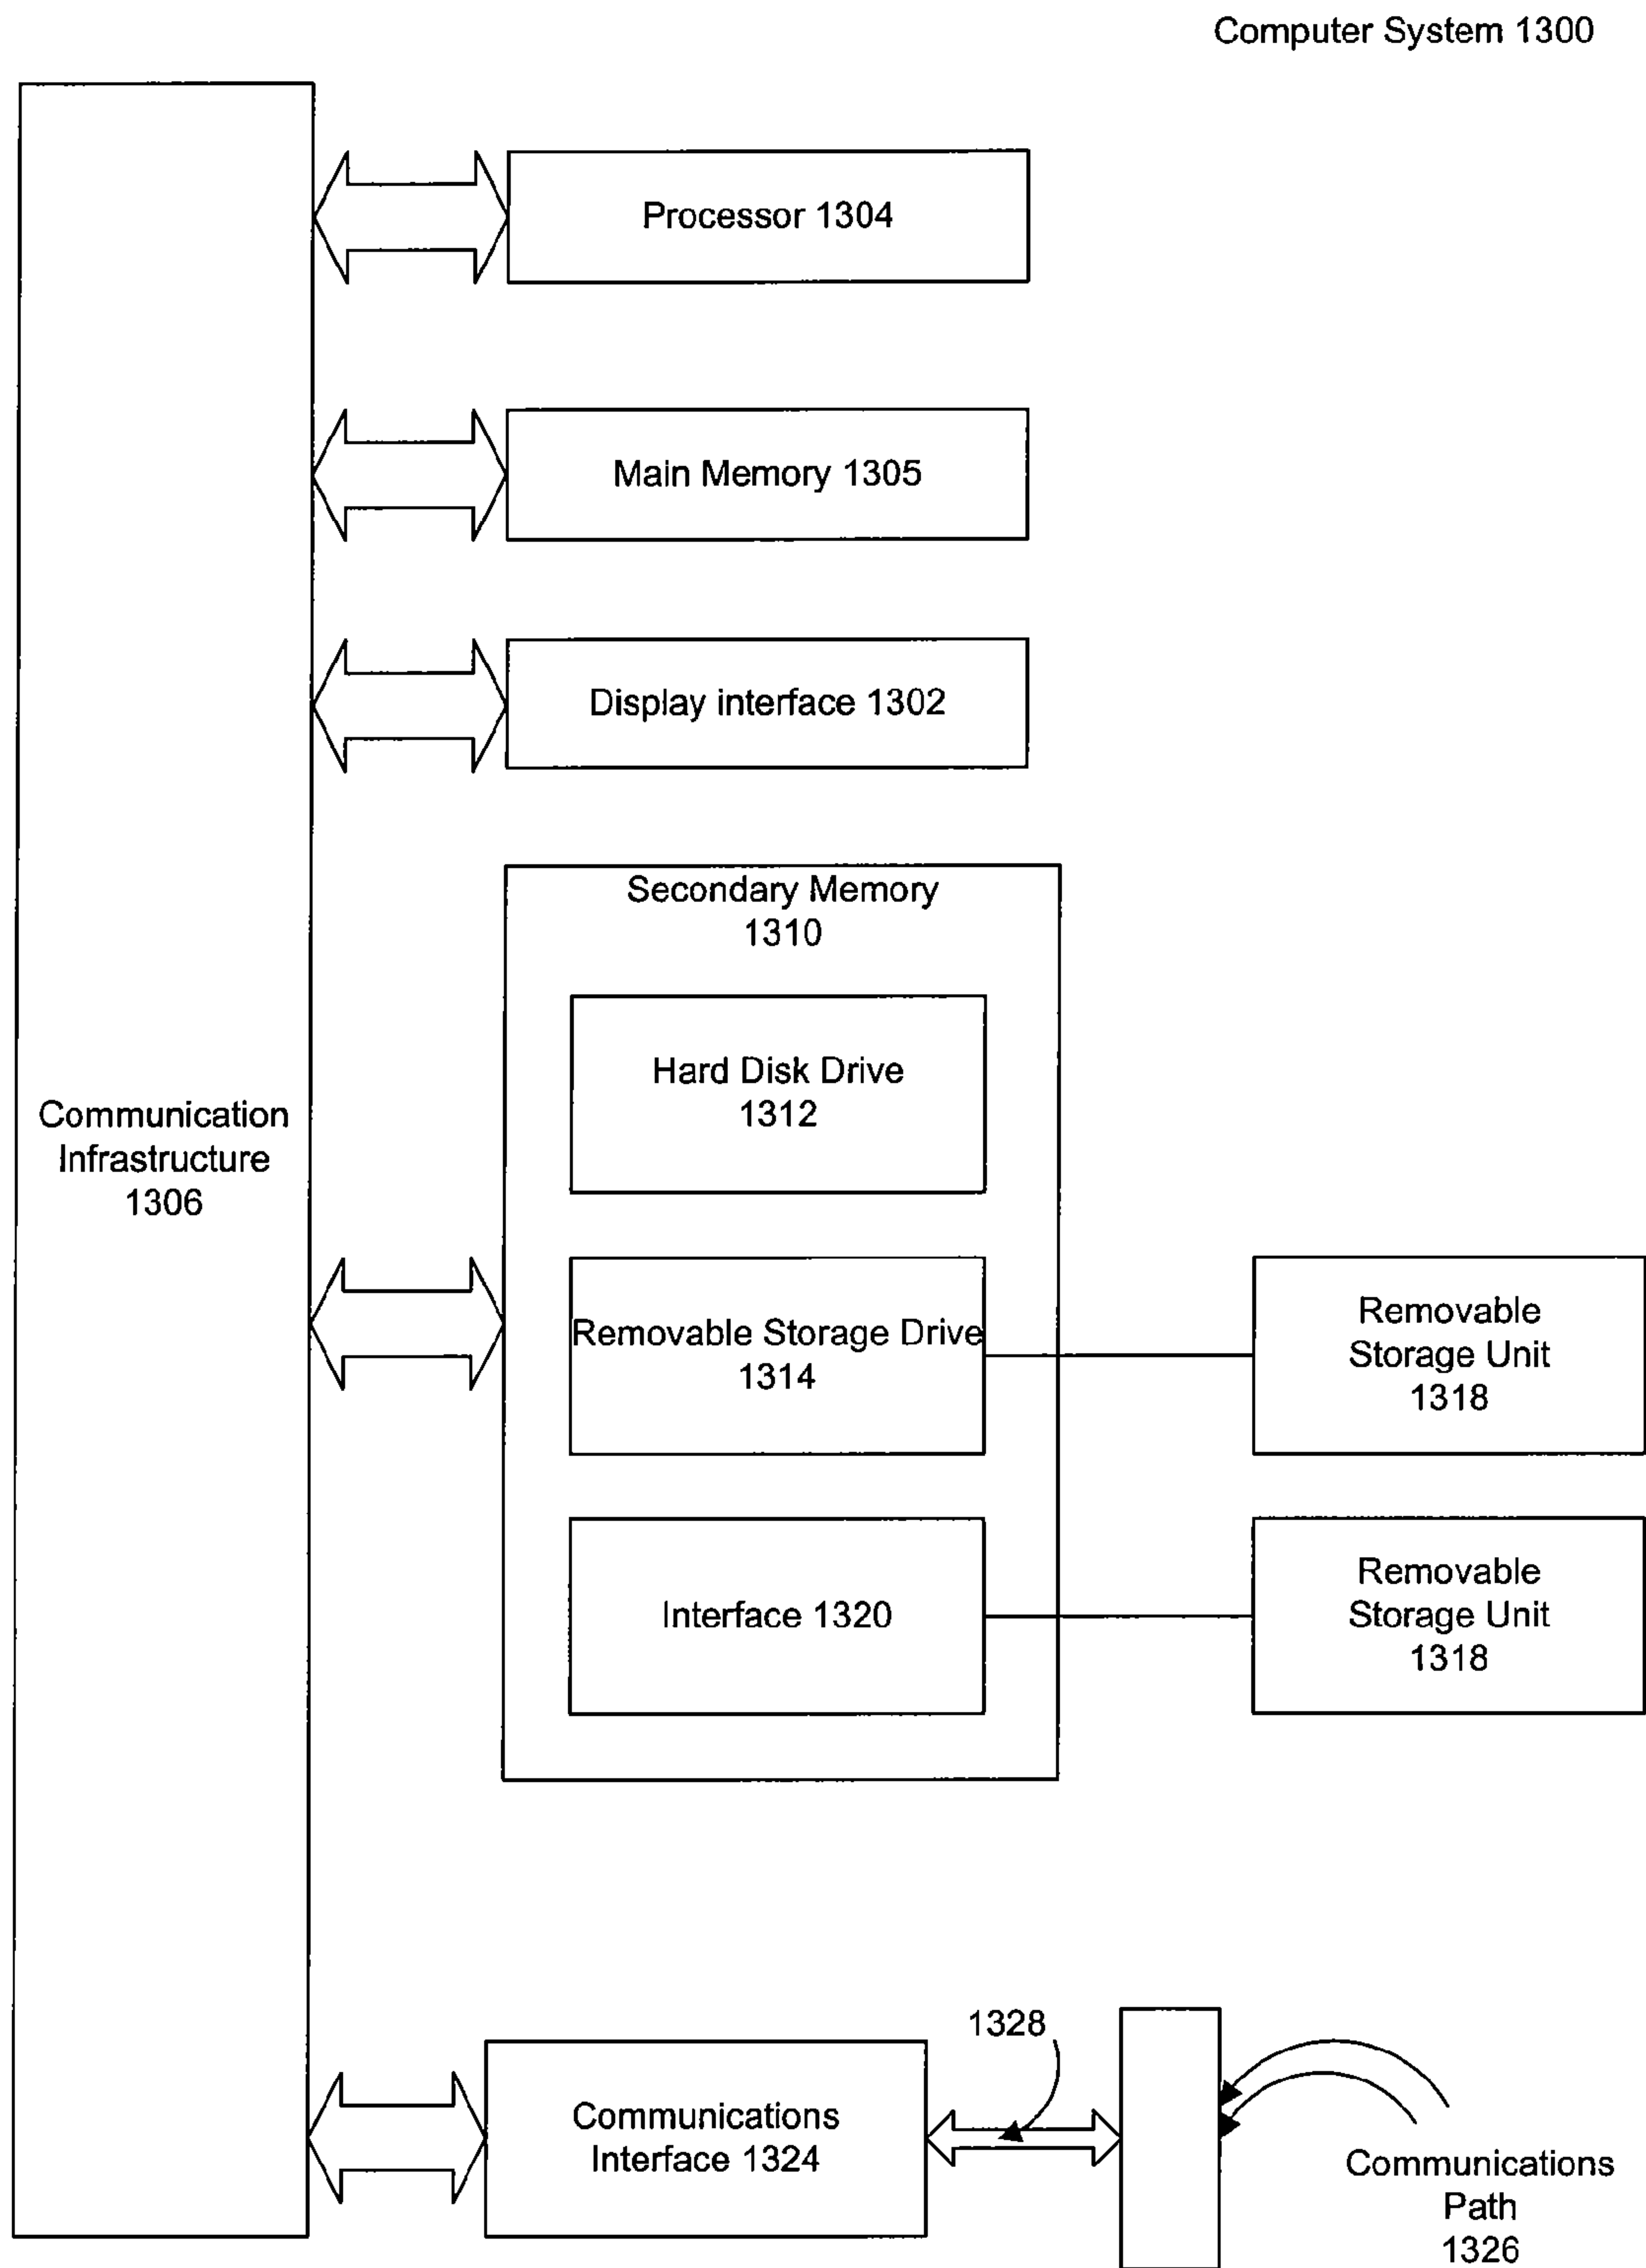 Computer System 1300
Processor 1304
Main Memory 1305
Display interface 1302
Secondary Memory
1310
Hard Disk Drive
1312
Communication
Infrastructure
1306
Removable Storage Drive
1314
Removable
Storage Unit
1318
Interface 1320
Removable
Storage Unit
1318
1328
Communications
Interface 1324
Communications
Path
1326